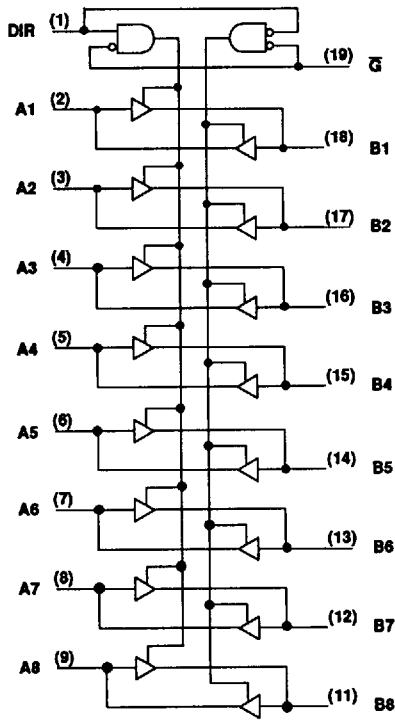 DIR (1)
(19) G̅
A1 (2)
(18) B1
A2 (3)
(17) B2
A3 (4)
(16) B3
A4 (5)
(15) B4
A5 (6)
(14) B5
A6 (7)
(13) B6
A7 (8)
(12) B7
A8 (9)
(11) B8